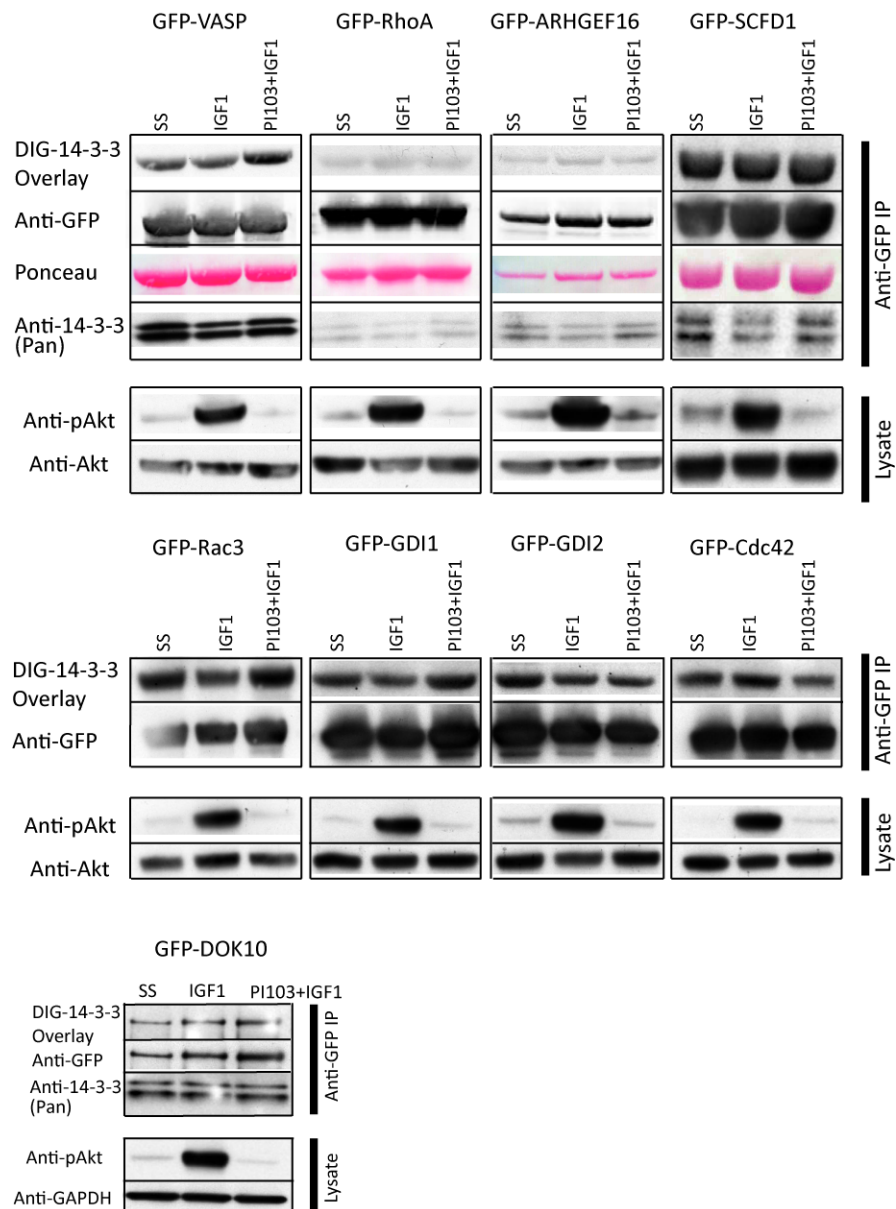 GFP-VASP GFP-RhoA GFP-ARHGEF16 GFP-SCFD1
SS IGF1 PI103+IGF1 SS IGF1 PI103+IGF1 SS IGF1 PI103+IGF1 SS IGF1 PI103+IGF1
DIG-14-3-3
Overlay
Anti-GFP
Ponceau
Anti-14-3-3
(Pan)
Anti-GFP IP
Anti-pAkt
Anti-Akt
Lysate
GFP-Rac3 GFP-GDI1 GFP-GDI2 GFP-Cdc42
SS IGF1 PI103+IGF1 SS IGF1 PI103+IGF1 SS IGF1 PI103+IGF1 SS IGF1 PI103+IGF1
DIG-14-3-3
Overlay
Anti-GFP
Anti-GFP IP
Anti-pAkt
Anti-Akt
Lysate
GFP-DOK10
SS IGF1 PI103+IGF1
DIG-14-3-3
Overlay
Anti-GFP
Anti-14-3-3
(Pan)
Anti-GFP IP
Anti-pAkt
Anti-GAPDH
Lysate